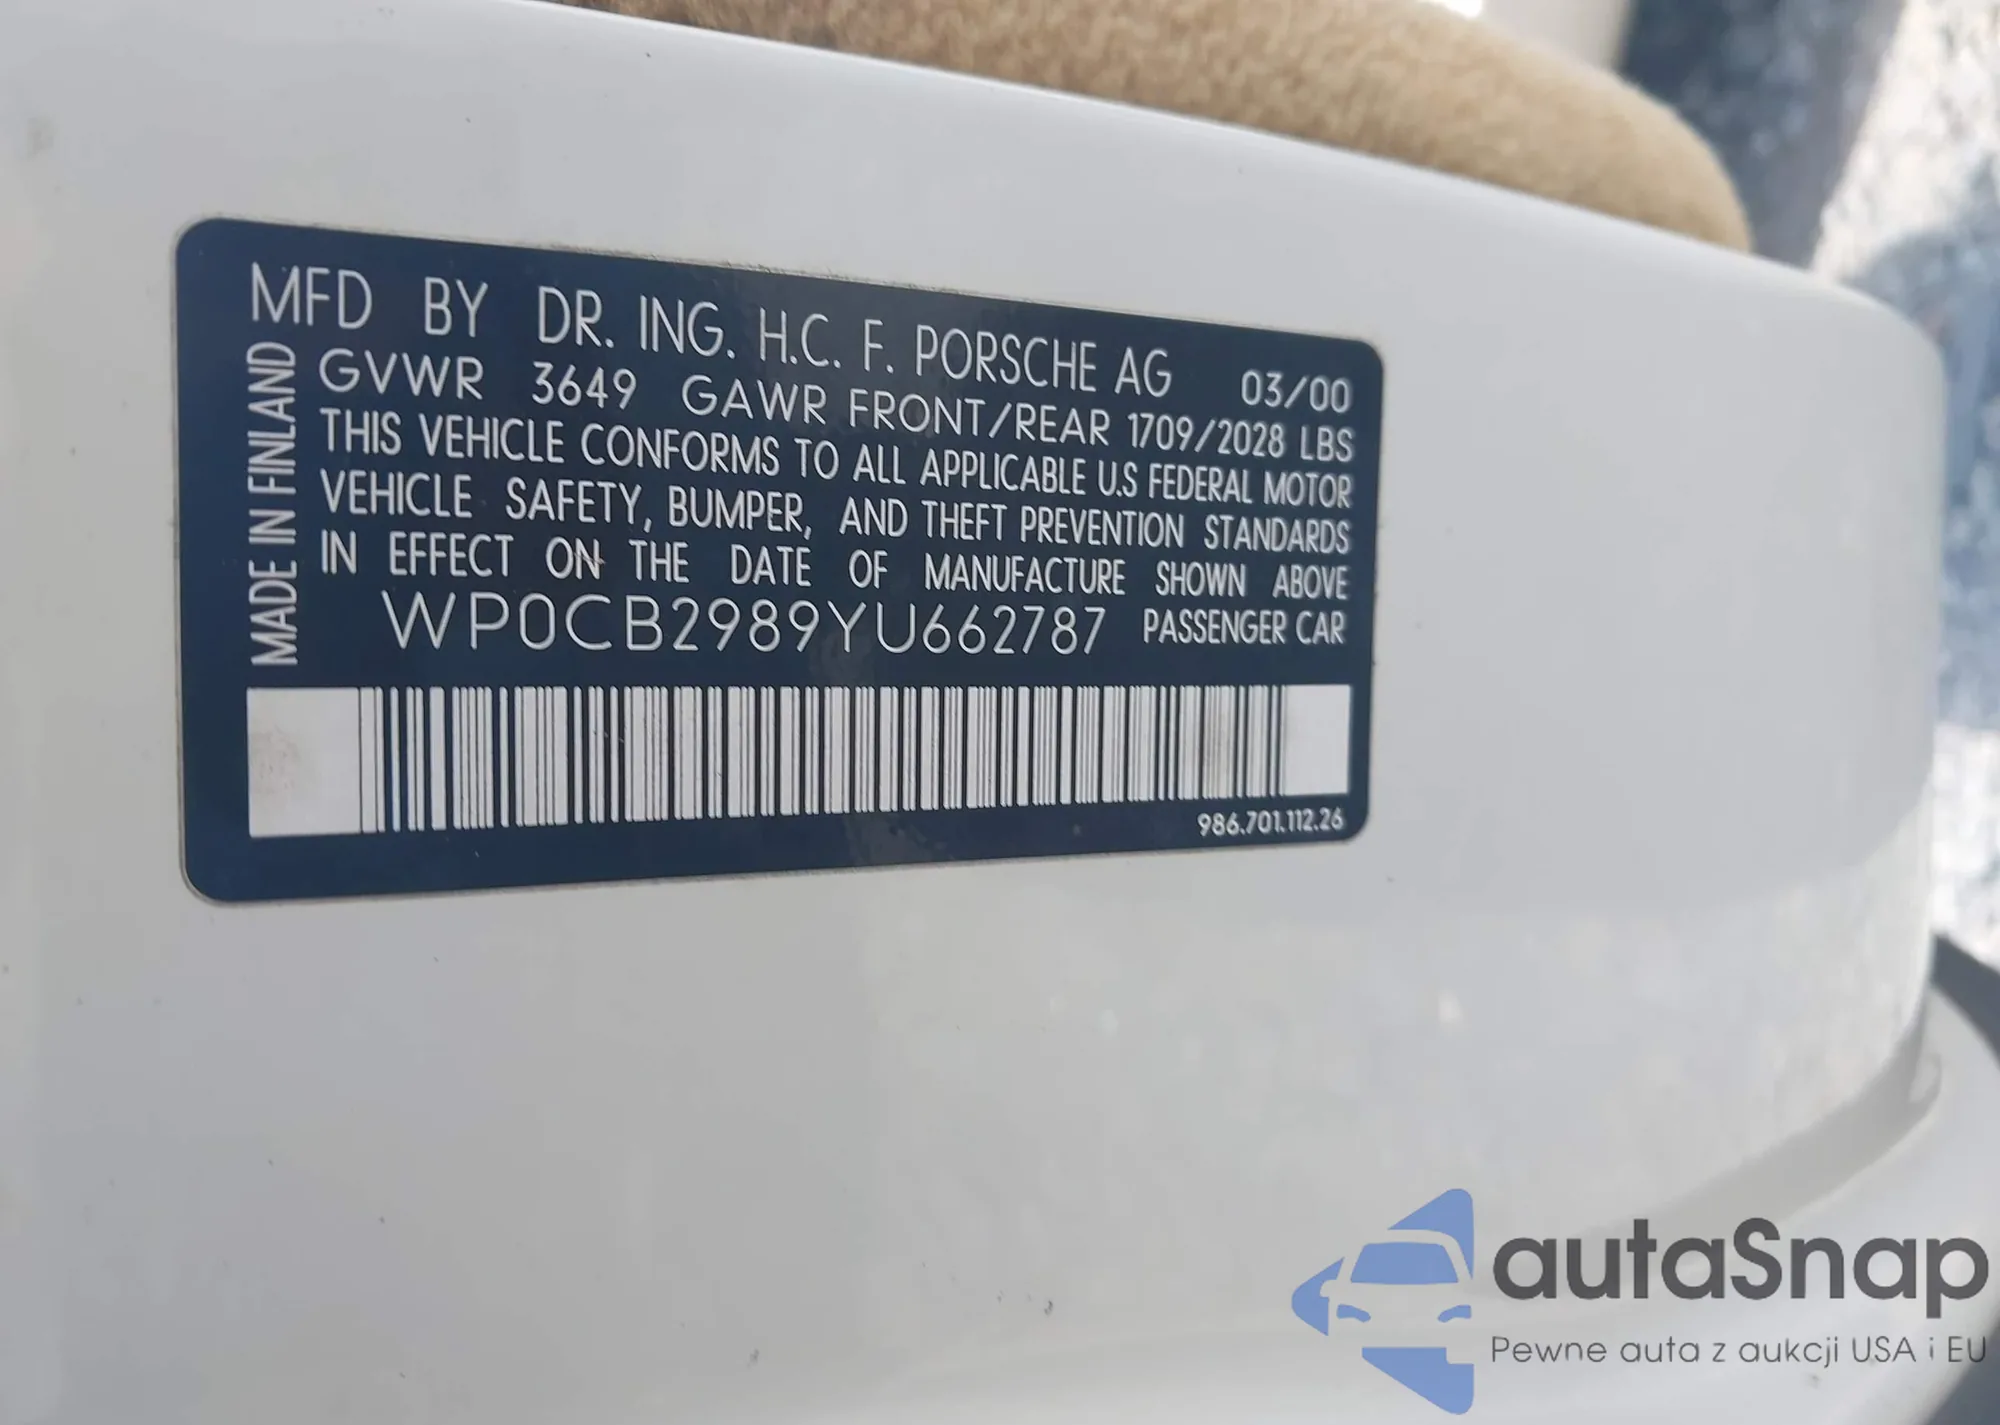 MFD BY DR. ING. H.C. F. PORSCHE AG 03/00
GVWR 3649 GAWR FRONT/REAR 1709/2028 LBS
THIS VEHICLE CONFORMS TO ALL APPLICABLE U.S FEDERAL MOTOR
VEHICLE SAFETY, BUMPER, AND THEFT PREVENTION STANDARDS
IN EFFECT ON THE DATE OF MANUFACTURE SHOWN ABOVE
WP0CB2989YU662787 PASSENGER CAR
MADE IN FINLAND
986.701.112.26
autaSnap
Pewne auta z aukcji USA i EU